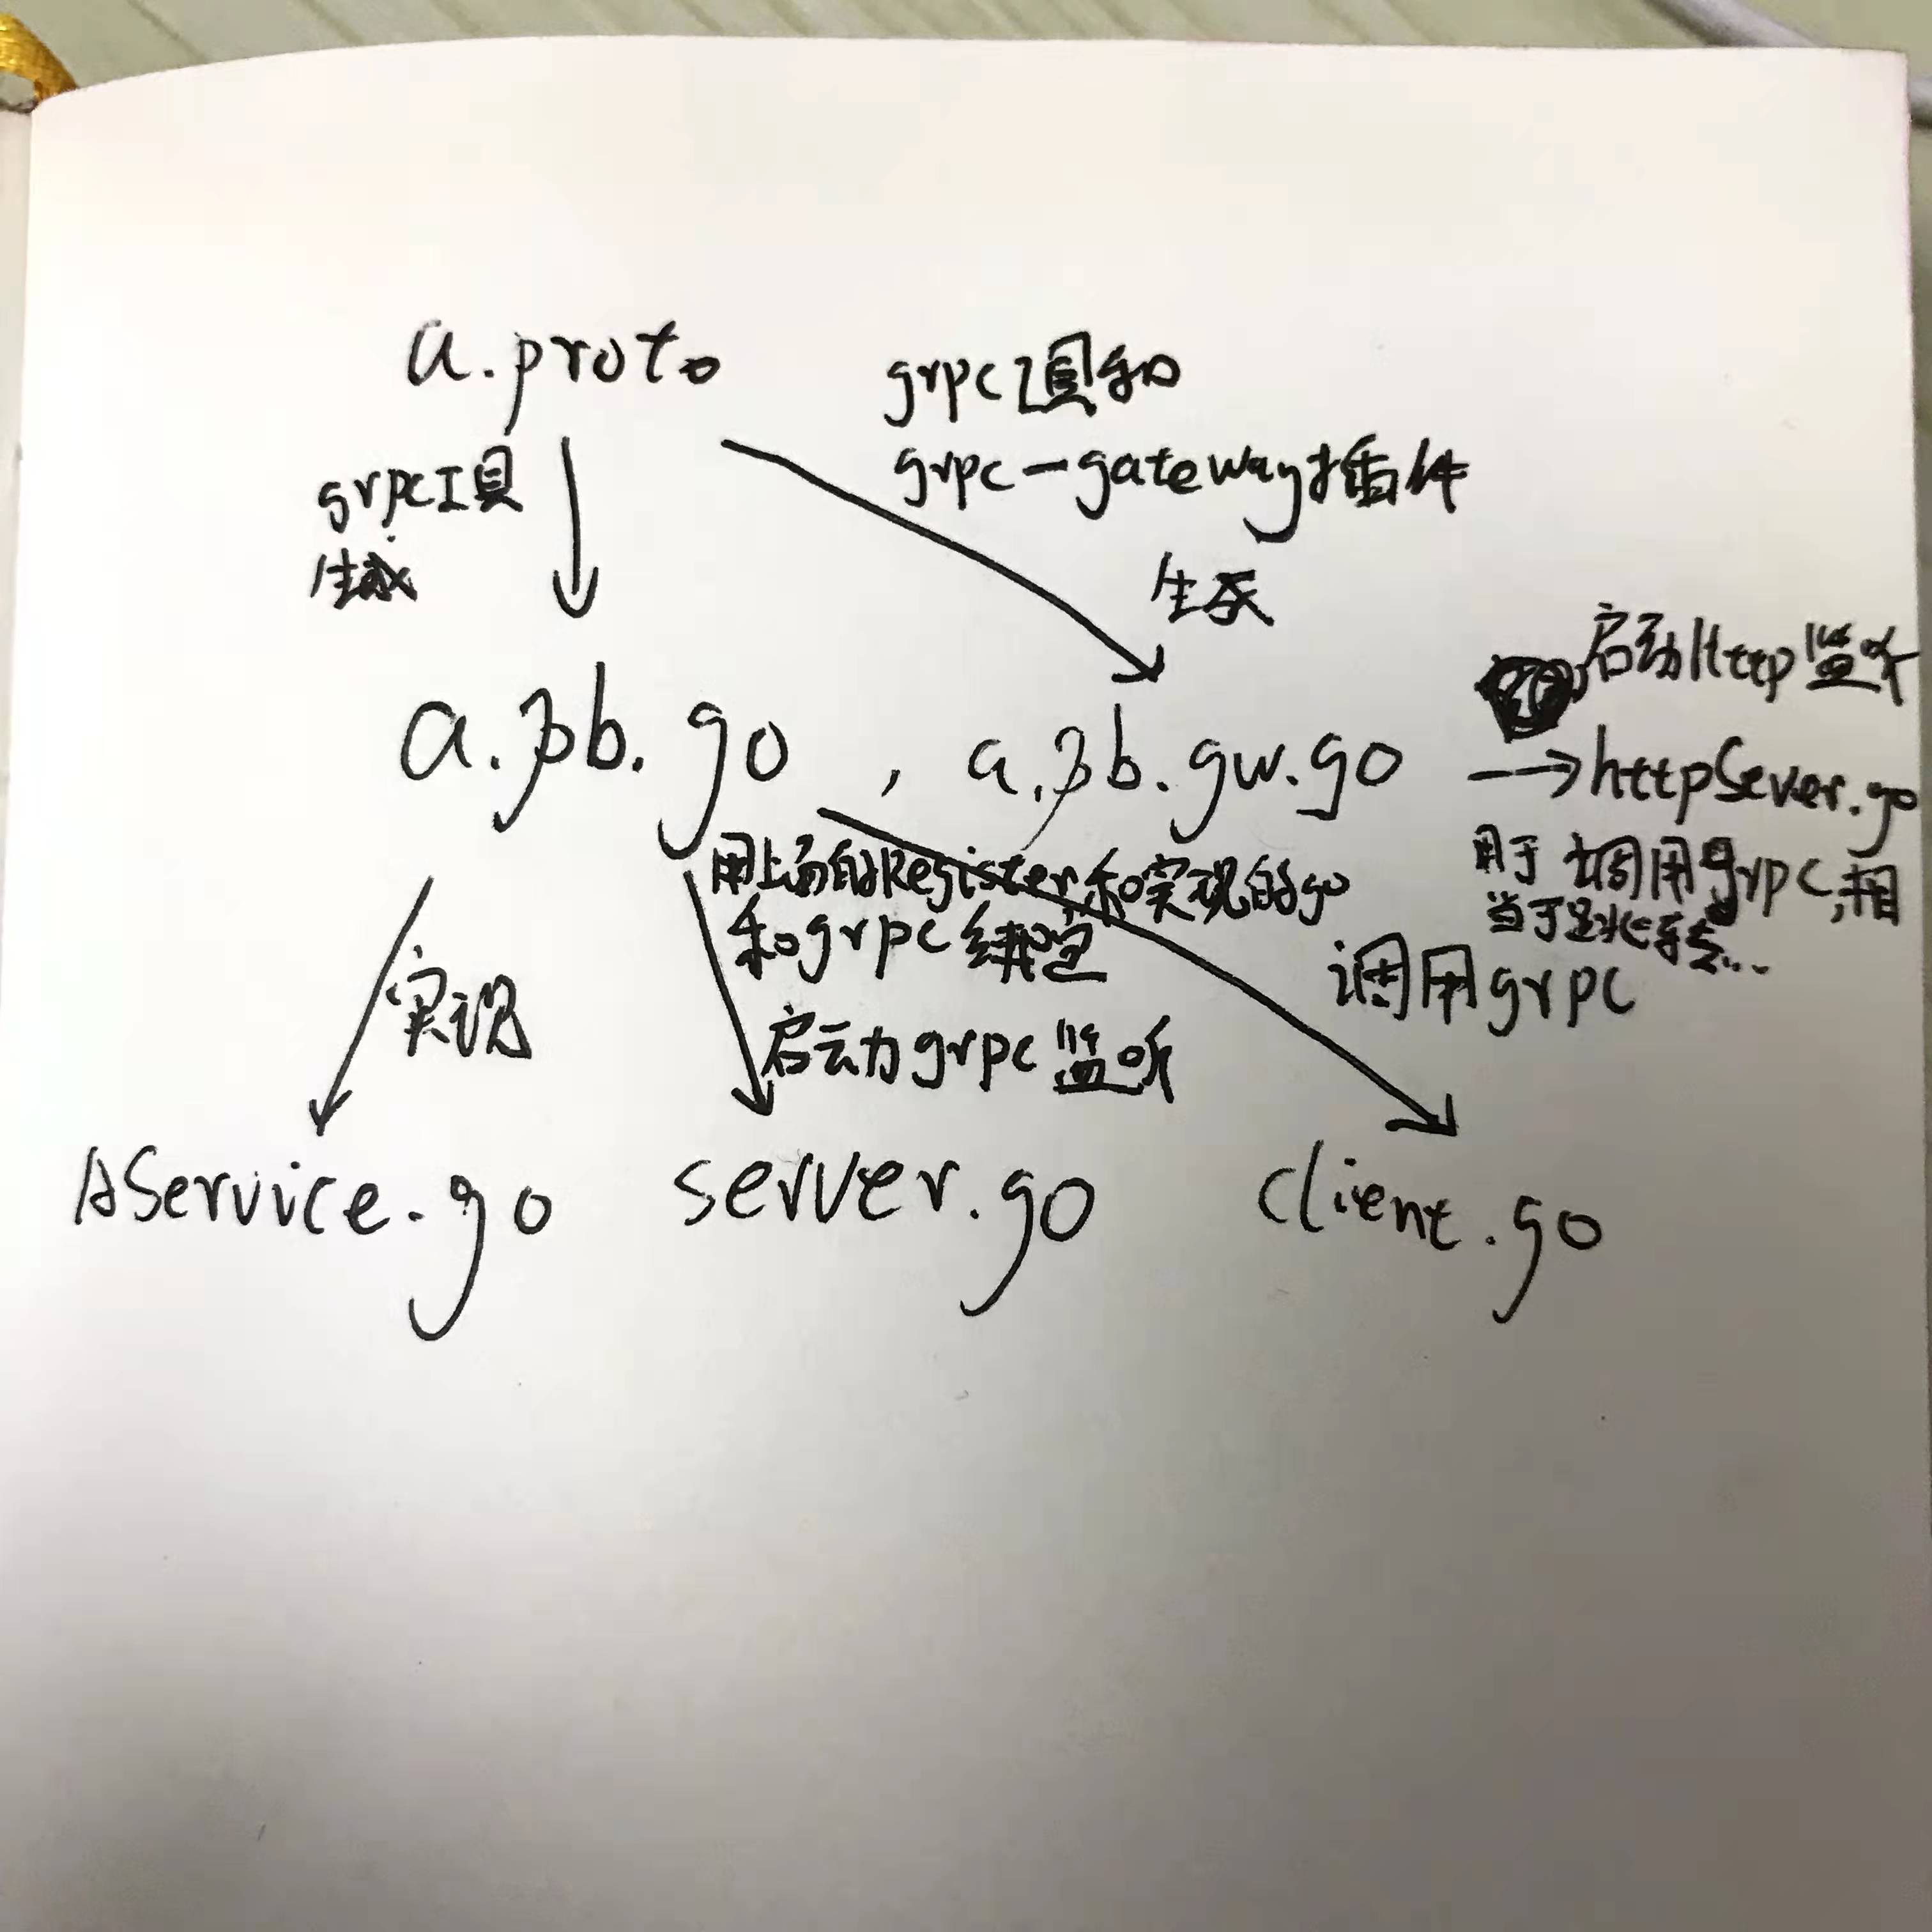 a.proto
grpc工具和
grpc-gateway插件
生成
grpc工具
生成
启动Http监听
a.pb.go , a.pb.gw.go
→httpSever.go
用于调用grpc,相
当于跳转...
用上面的Register和实现的go
和grpc绑定
启动grpc监听
调用grpc
实现
AService.go server.go client.go